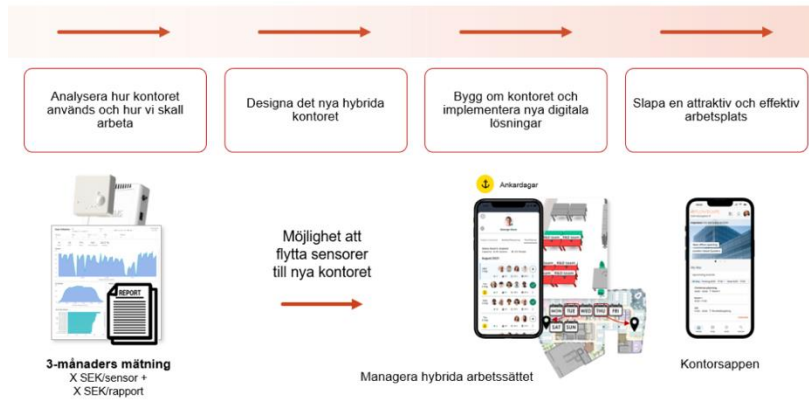 Analysera hur kontoret
används och hur vi skall
arbeta
Designa det nya hybrida
kontoret
Bygg om kontoret och
implementera nya digitala
lösningar
Slapa en attraktiv och effektiv
arbetsplats
Ankardagar
Möjlighet att
flytta sensorer
till nya kontoret
REPORT
MON TUE WED THU FRI
SAT SUN
3-månaders mätning
X SEK/sensor +
X SEK/rapport
Managera hybrida arbetssättet
Kontorsappen